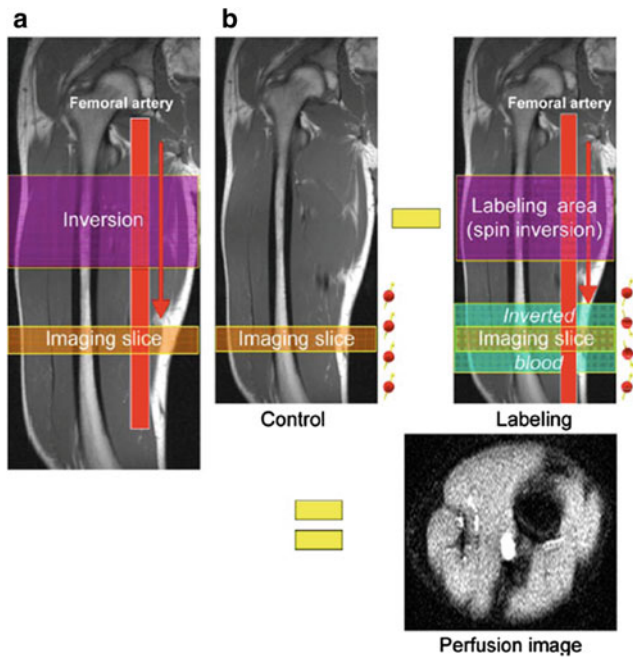 a
b
Femoral artery
Inversion
Imaging slice
Imaging slice
Control
Femoral artery
Labeling area
(spin inversion)
Inverted
Imaging slice
blood
Labeling
Perfusion image